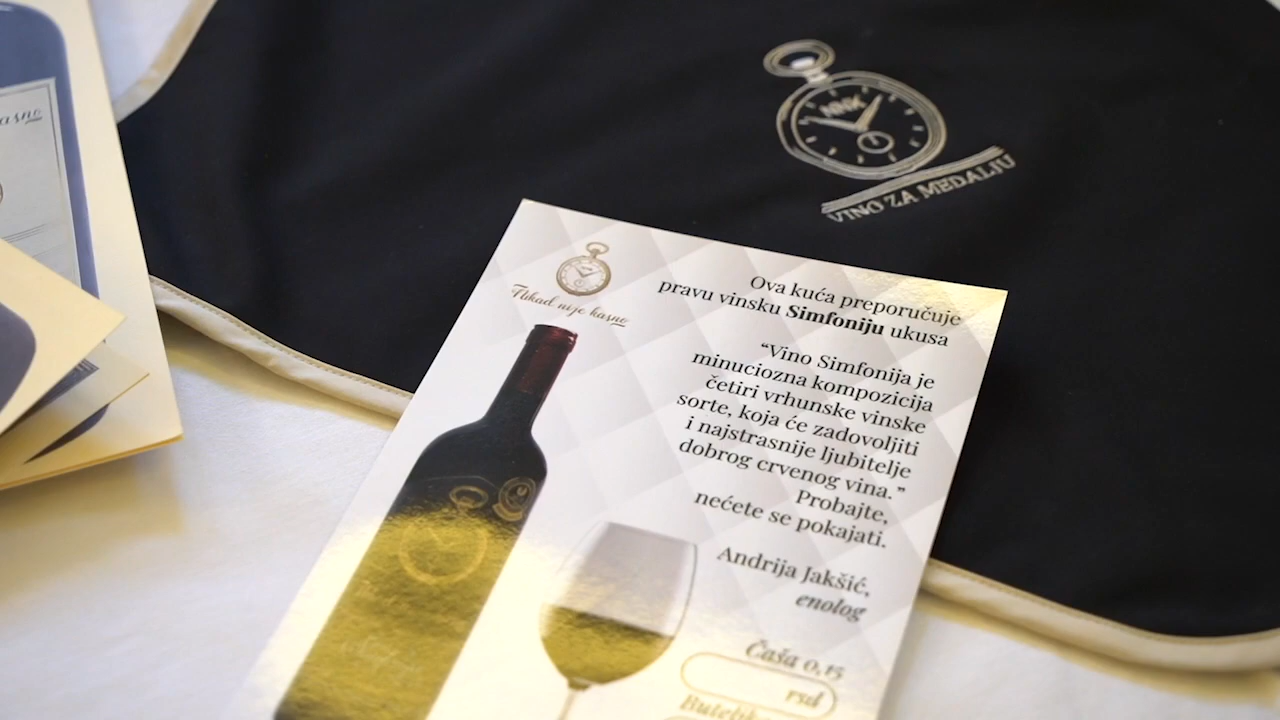 asno
NNK
VINO ZA MEDALJU
Nikad nije kasno
Ova kuća preporučuje
pravu vinsku Simfoniju ukusa
“Vino Simfonija je
minuciozna kompozicija
četiri vrhunske vinske
sorte, koja će zadovoljiti
i najstrasnije ljubitelje
dobrog crvenog vina.”
Probajte,
nećete se pokajati.
Andrija Jakšić,
enolog
Čaša 0,15
rsd